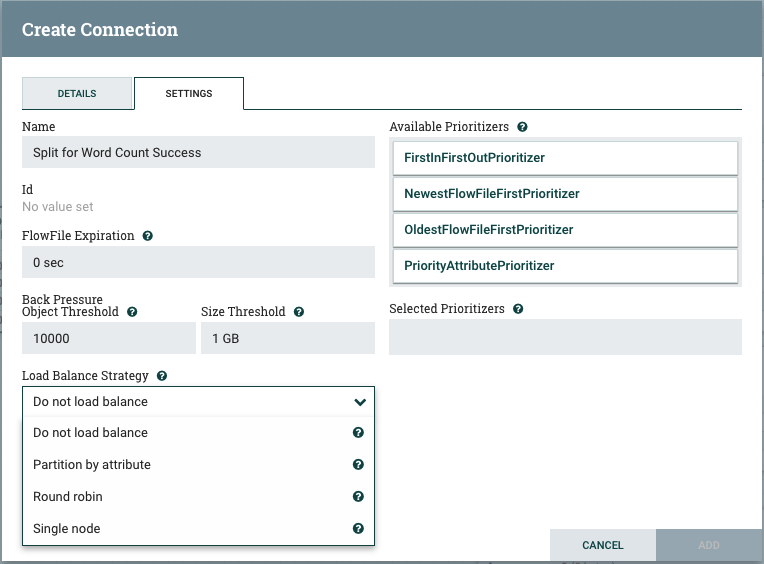 Create Connection
DETAILS
SETTINGS
Name
Split for Word Count Success
Id
No value set
FlowFile Expiration
0 sec
Back Pressure
Object Threshold
Size Threshold
10000
1 GB
Load Balance Strategy
Do not load balance
Do not load balance
Partition by attribute
Round robin
Single node
Available Prioritizers
FirstInFirstOutPrioritizer
NewestFlowFileFirstPrioritizer
OldestFlowFileFirstPrioritizer
PriorityAttributePrioritizer
Selected Prioritizers
CANCEL
ADD